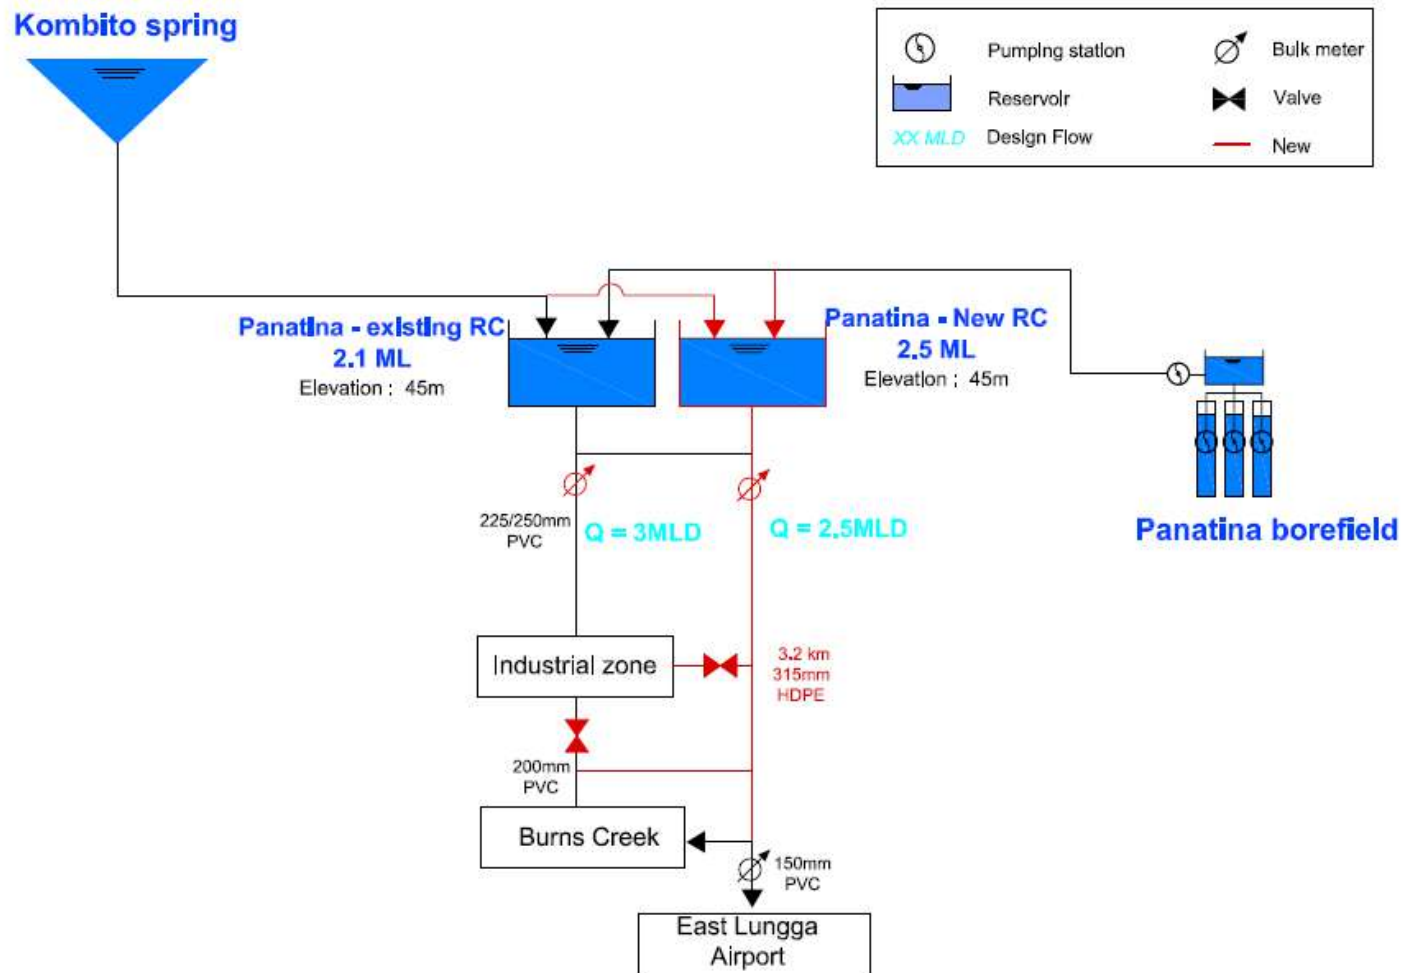 Kombito spring
Pumping station
Bulk meter
Reservoir
Valve
XX MLD
Design Flow
New
Panatina - existing RC
2.1 ML
Elevation : 45m
Panatina - New RC
2.5 ML
Elevation : 45m
Panatina borefield
225/250mm
PVC
Q = 3MLD
Q = 2.5MLD
Industrial zone
3.2 km
315mm
HDPE
200mm
PVC
Burns Creek
150mm
PVC
East Lungga
Airport